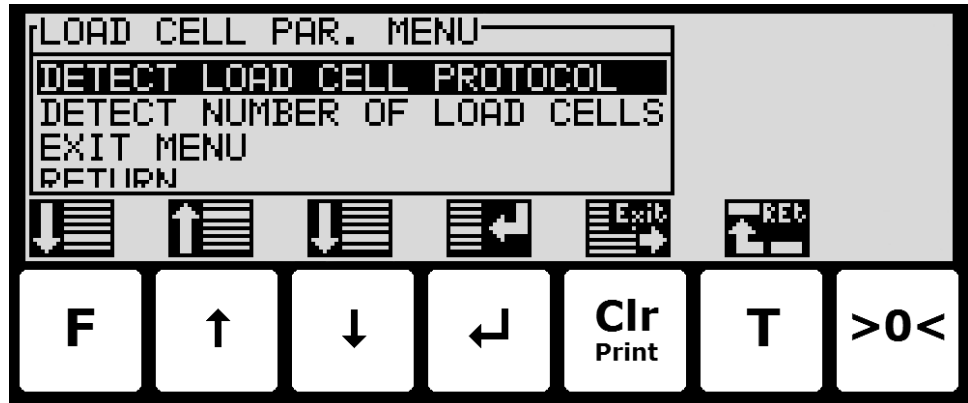 LOAD CELL PAR. MENU
DETECT LOAD CELL PROTOCOL
DETECT NUMBER OF LOAD CELLS
EXIT MENU
RETURN
Exit RET
F ↑ ↓ ↵ Clr T >0<
Print